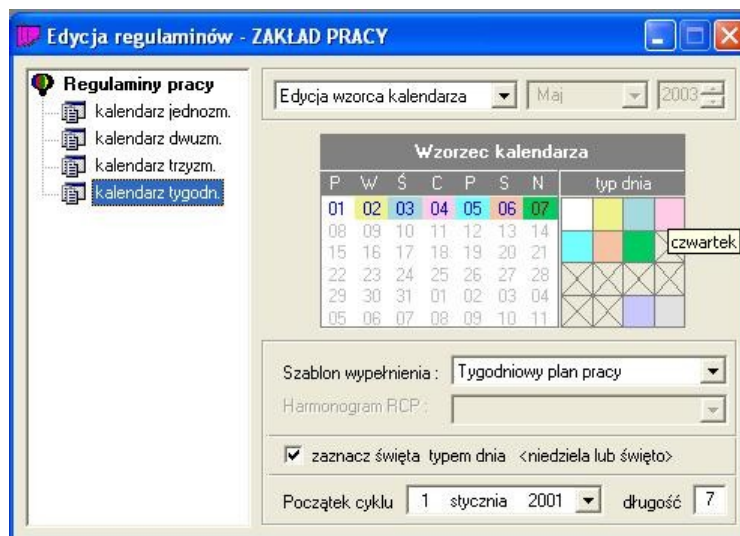 Edycja regulaminów - ZAKŁAD PRACY
Regulaminy pracy
kalendarz jednozm.
kalendarz dwuzm.
kalendarz trzyzm.
kalendarz tygodn.
Edycja wzorca kalendarza
Maj
2003
Wzorzec kalendarza
P W Ś C P S N typ dnia
01 02 03 04 05 06 07
08 09 10 11 12 13 14
15 16 17 18 19 20 21
22 23 24 25 26 27 28
29 30 31 01 02 03 04
05 06 07 08 09 10 11
czwartek
Szablon wypełnienia : Tygodniowy plan pracy
Harmonogram RCP :
zaznacz święta typem dnia <niedziela lub święto>
Początek cyklu 1 stycznia 2001 długość 7